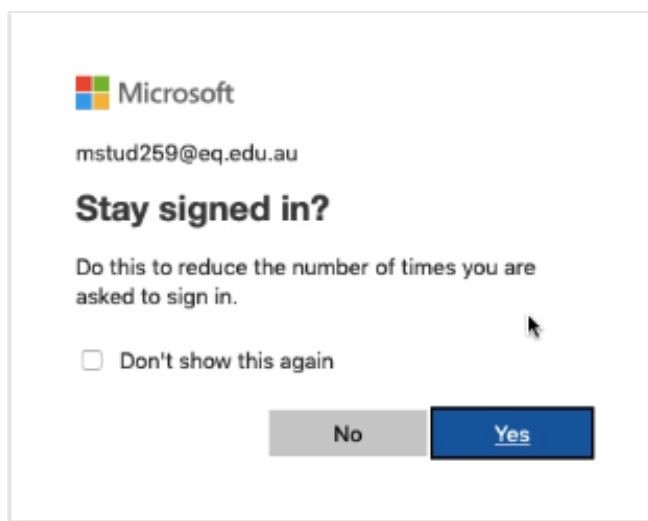 Microsoft
mstud259@eq.edu.au
Stay signed in?
Do this to reduce the number of times you are
asked to sign in.
Don't show this again
No
Yes